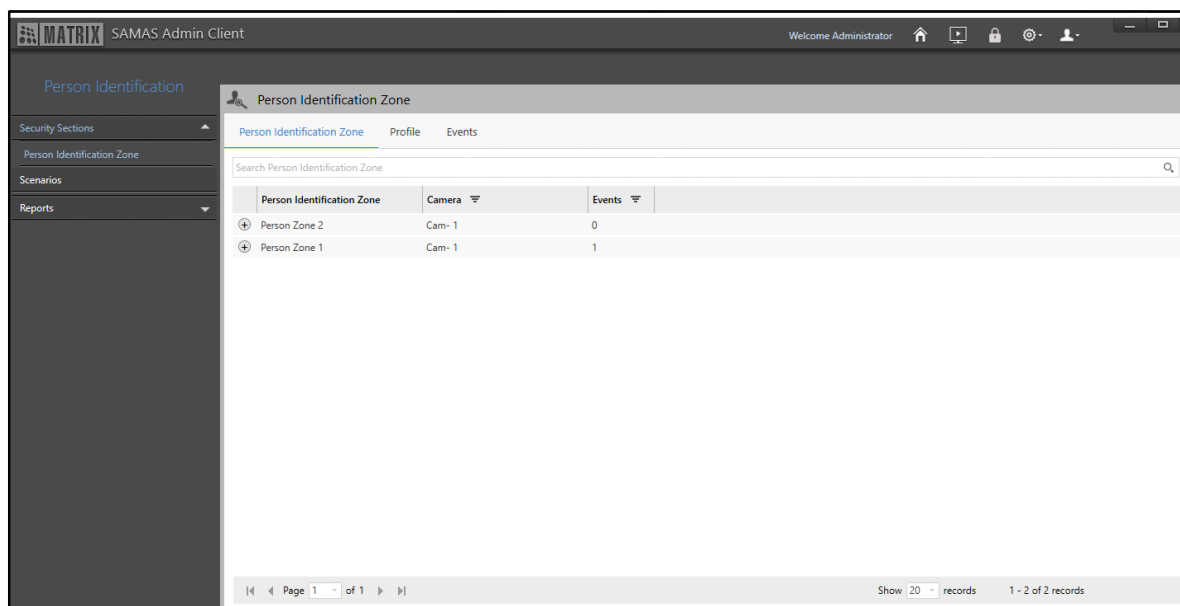 MATRIX SAMAS Admin Client
Welcome Administrator
Person Identification
Security Sections
Person Identification Zone
Scenarios
Reports
Person Identification Zone
Person Identification Zone Profile Events
Search Person Identification Zone
Person Identification Zone Camera Events
Person Zone 2 Cam- 1 0
Person Zone 1 Cam- 1 1
Page 1 of 1 Show 20 records 1 - 2 of 2 records